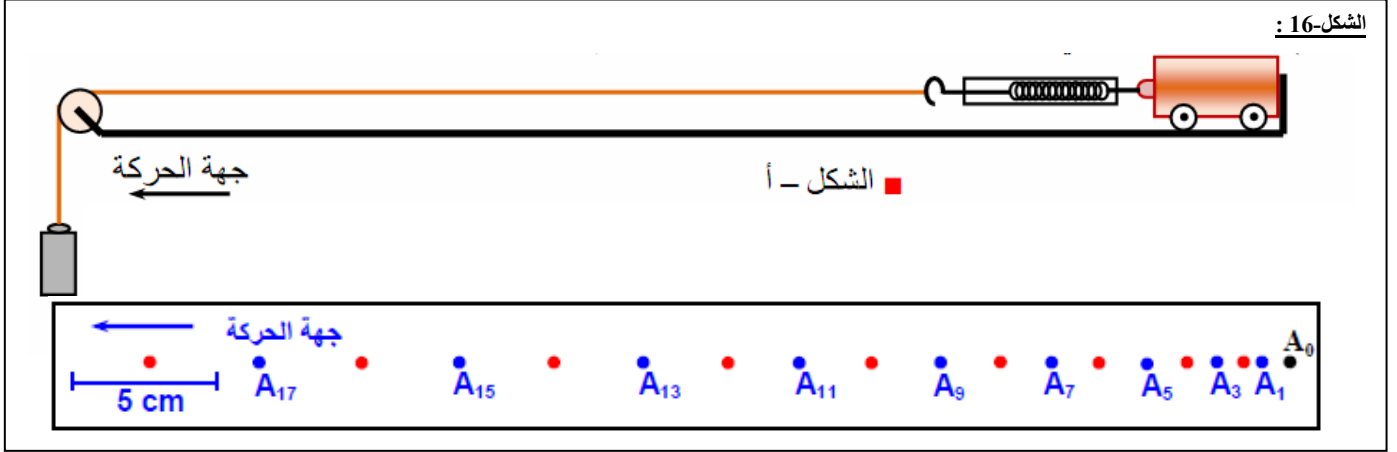 الشكل-16 :
جهة الحركة
الشكل – أ
جهة الحركة
A₀
A₁₇ A₁₅ A₁₃ A₁₁ A₉ A₇ A₅ A₃ A₁
5 cm